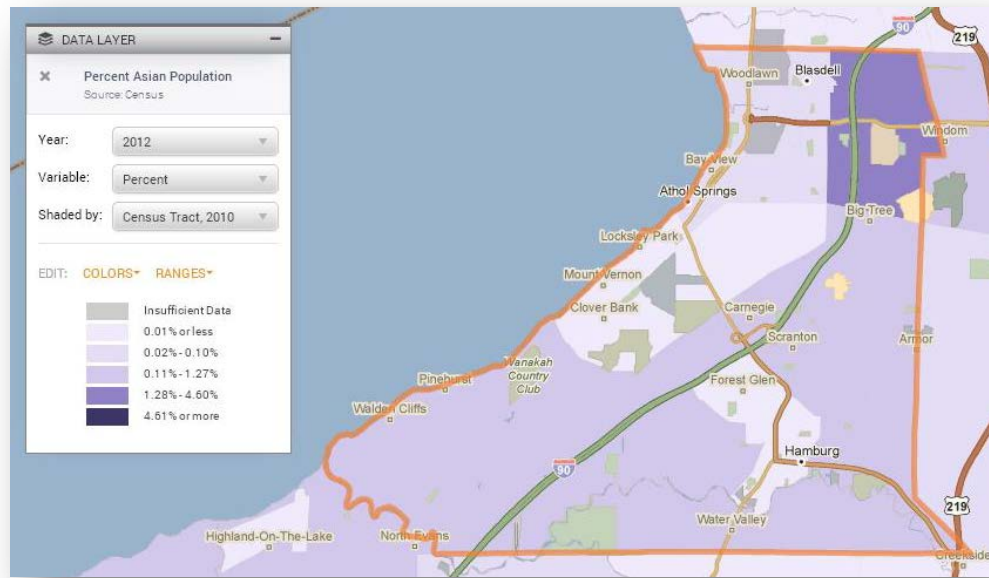 DATA LAYER
Percent Asian Population
Source: Census
Year:
2012
Variable:
Percent
Shaded by:
Census Tract, 2010
EDIT: COLORS RANGES
Insufficient Data
0.01% or less
0.02% - 0.10%
0.11% - 1.27%
1.28% - 4.60%
4.61% or more
90
219
Woodlawn
Blasdell
Windom
Bay View
Athol Springs
Big Tree
Locksley Park
Mount Vernon
Clover Bank
Carnegie
Scranton
Armor
Wanakah
Country
Club
Pinehurst
Forest Glen
Walden Cliffs
Hamburg
90
219
Water Valley
Highland-On-The-Lake
North Evans
Creekside